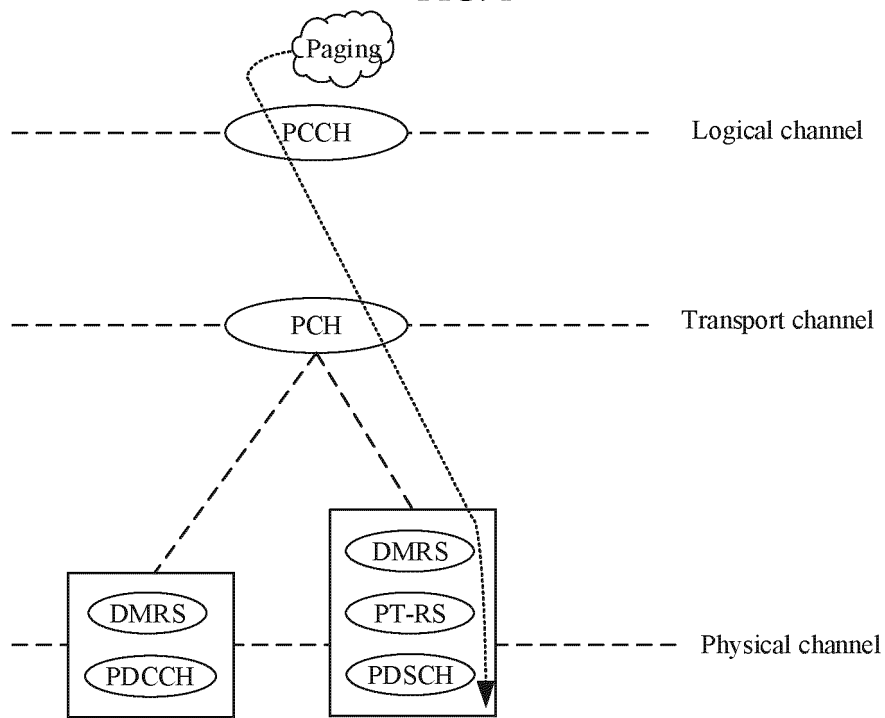 Paging
PCCH
Logical channel
PCH
Transport channel
DMRS
DMRS
PT-RS
Physical channel
PDCCH
PDSCH